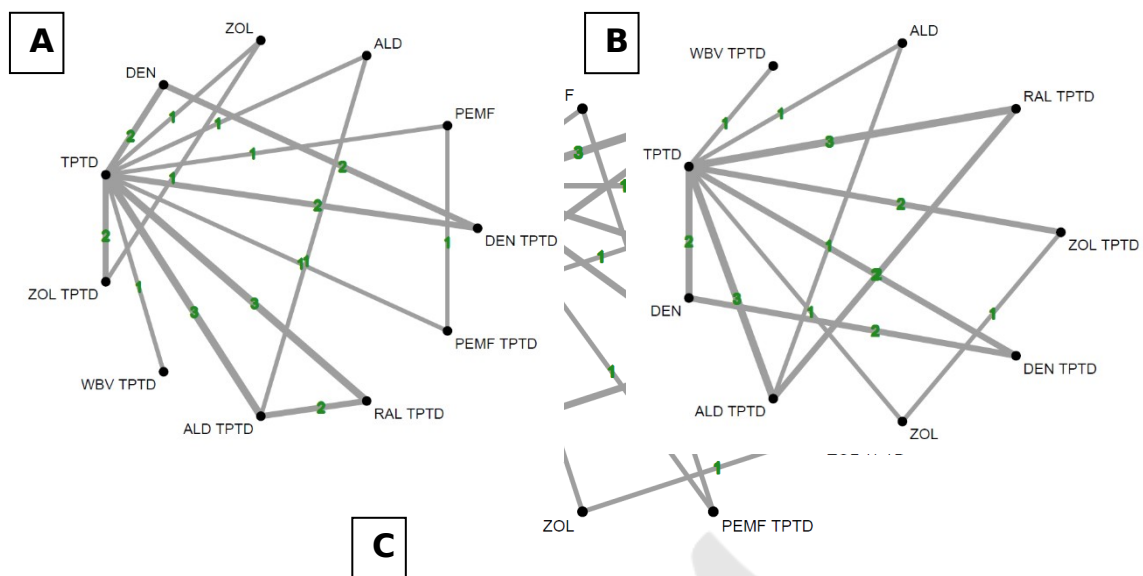 A
ZOL
ALD
DEN
PEMF
TPTD
DEN TPTD
ZOL TPTD
PEMF TPTD
WBV TPTD
ALD TPTD
RAL TPTD
2
1
1
1
2
1
2
2
1
1
1
1
3
3
2
B
WBV TPTD
ALD
RAL TPTD
TPTD
ZOL TPTD
DEN
DEN TPTD
ALD TPTD
ZOL
1
1
3
2
2
1
2
3
1
1
2
F
3
1
1
1
1
ZOL
PEMF TPTD
C